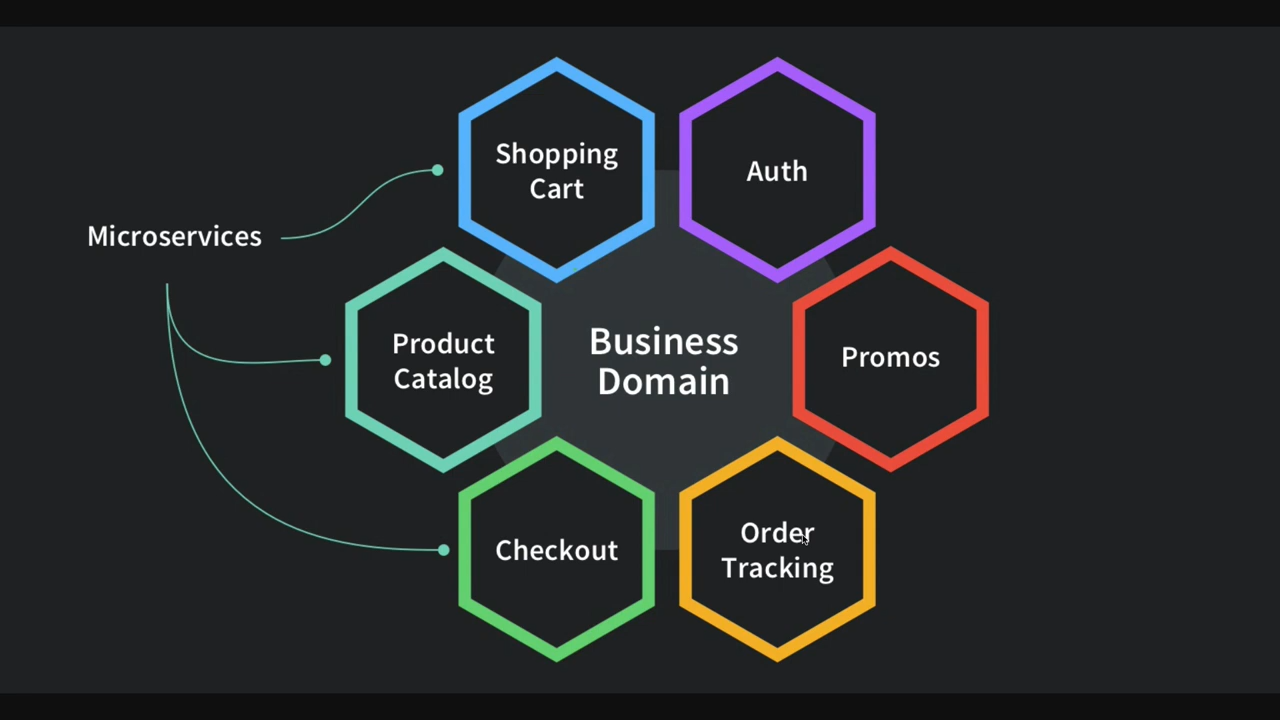 Shopping
Cart
Auth
Microservices
Product
Catalog
Business
Domain
Promos
Checkout
Order
Tracking